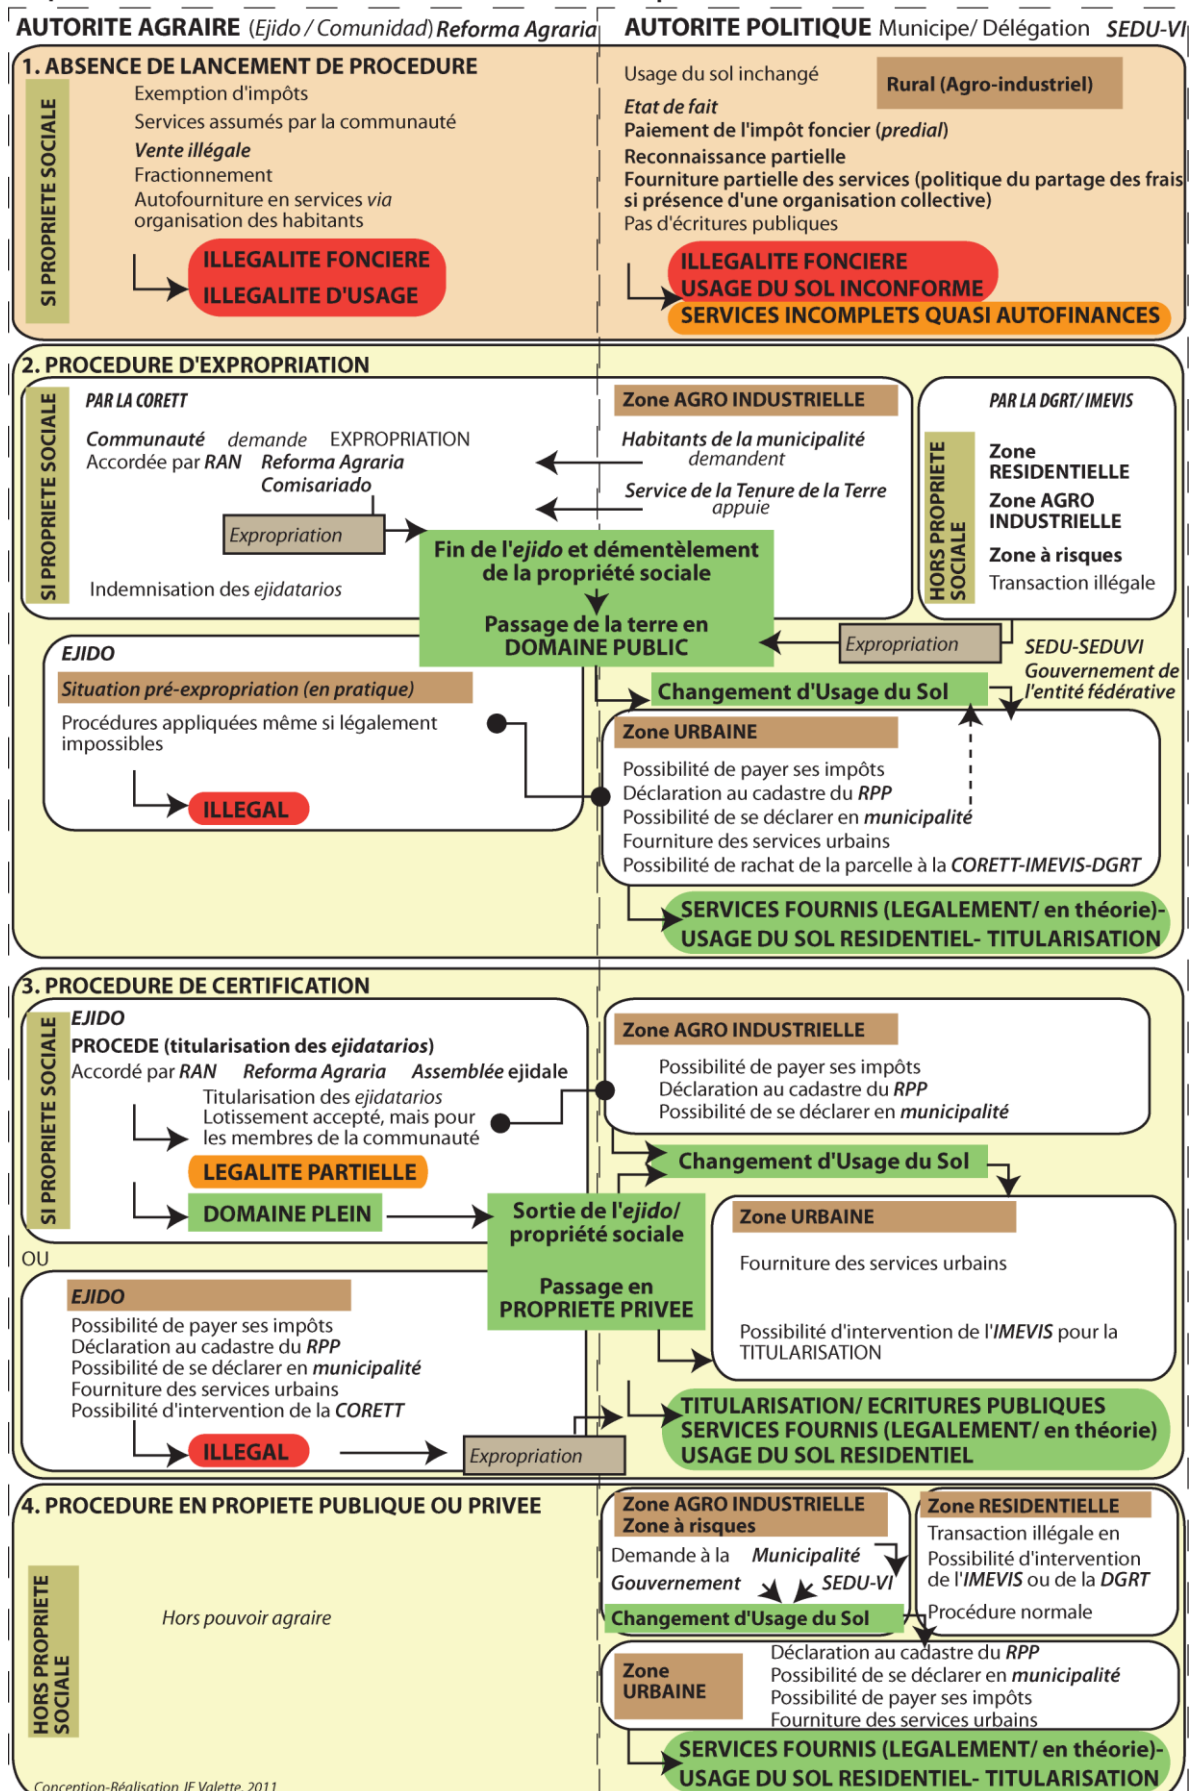 AUTORITE AGRAIRE (Ejido / Comunidad) Reforma Agraria
AUTORITE POLITIQUE Municipe/ Délégation SEDU-VI
1. ABSENCE DE LANCEMENT DE PROCEDURE
SI PROPRIETE SOCIALE
Exemption d'impôts
Services assumés par la communauté
Vente illégale
Fractionnement
Autofourniture en services via
organisation des habitants
ILLEGALITE FONCIERE
ILLEGALITE D'USAGE
Usage du sol inchangé
Rural (Agro-industriel)
Etat de fait
Paiement de l'impôt foncier (predial)
Reconnaissance partielle
Fourniture partielle des services (politique du partage des frais
si présence d'une organisation collective)
Pas d'écritures publiques
ILLEGALITE FONCIERE
USAGE DU SOL INCONFORME
SERVICES INCOMPLETS QUASI AUTOFINANCES
2. PROCEDURE D'EXPROPRIATION
SI PROPRIETE SOCIALE
PAR LA CORETT
Communauté demande EXPROPRIATION
Accordée par RAN Reforma Agraria
Comisariado
Expropriation
Indemnisation des ejidatarios
Zone AGRO INDUSTRIELLE
Habitants de la municipalité
demandent
Service de la Tenure de la Terre
appuie
Fin de l'ejido et démentèlement
de la propriété sociale
Passage de la terre en
DOMAINE PUBLIC
PAR LA DGRT/ IMEVIS
HORS PROPRIETE
SOCIALE
Zone
RESIDENTIELLE
Zone AGRO
INDUSTRIELLE
Zone à risques
Transaction illégale
Expropriation
SEDU-SEDUVI
Gouvernement de
l'entité fédérative
EJIDO
Situation pré-expropriation (en pratique)
Procédures appliquées même si légalement
impossibles
ILLEGAL
Changement d'Usage du Sol
Zone URBAINE
Possibilité de payer ses impôts
Déclaration au cadastre du RPP
Possibilité de se déclarer en municipalité
Fourniture des services urbains
Possibilité de rachat de la parcelle à la CORETT-IMEVIS-DGRT
SERVICES FOURNIS (LEGALEMENT/ en théorie)-
USAGE DU SOL RESIDENTIEL- TITULARISATION
3. PROCEDURE DE CERTIFICATION
SI PROPRIETE SOCIALE
EJIDO
PROCEDE (titularisation des ejidatarios)
Accordé par RAN Reforma Agraria Assemblée ejidale
Titularisation des ejidatarios
Lotissement accepté, mais pour
les membres de la communauté
LEGALITE PARTIELLE
DOMAINE PLEIN
Zone AGRO INDUSTRIELLE
Possibilité de payer ses impôts
Déclaration au cadastre du RPP
Possibilité de se déclarer en municipalité
Changement d'Usage du Sol
Sortie de l'ejido/
propriété sociale
Passage en
PROPRIETE PRIVEE
Zone URBAINE
Fourniture des services urbains
Possibilité d'intervention de l'IMEVIS pour la
TITULARISATION
OU
EJIDO
Possibilité de payer ses impôts
Déclaration au cadastre du RPP
Possibilité de se déclarer en municipalité
Fourniture des services urbains
Possibilité d'intervention de la CORETT
ILLEGAL
Expropriation
TITULARISATION/ ECRITURES PUBLIQUES
SERVICES FOURNIS (LEGALEMENT/ en théorie)
USAGE DU SOL RESIDENTIEL
4. PROCEDURE EN PROPIETE PUBLIQUE OU PRIVEE
HORS PROPRIETE
SOCIALE
Hors pouvoir agraire
Zone AGRO INDUSTRIELLE
Zone à risques
Demande à la Municipalité
Gouvernement SEDU-VI
Changement d'Usage du Sol
Zone RESIDENTIELLE
Transaction illégale en
Possibilité d'intervention
de l'IMEVIS ou de la DGRT
Procédure normale
Zone
URBAINE
Déclaration au cadastre du RPP
Possibilité de se déclarer en municipalité
Possibilité de payer ses impôts
Fourniture des services urbains
SERVICES FOURNIS (LEGALEMENT/ en théorie)-
USAGE DU SOL RESIDENTIEL- TITULARISATION
Conception-Réalisation JF Valette, 2011